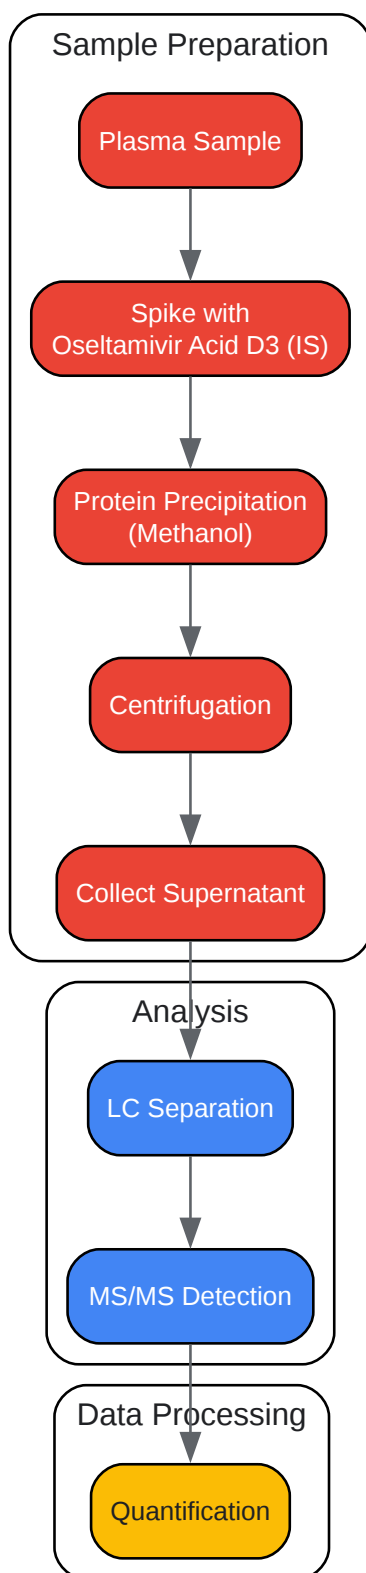 Sample Preparation
Plasma Sample
Spike with
Oseltamivir Acid D3 (IS)
Protein Precipitation
(Methanol)
Centrifugation
Collect Supernatant
Analysis
LC Separation
MS/MS Detection
Data Processing
Quantification